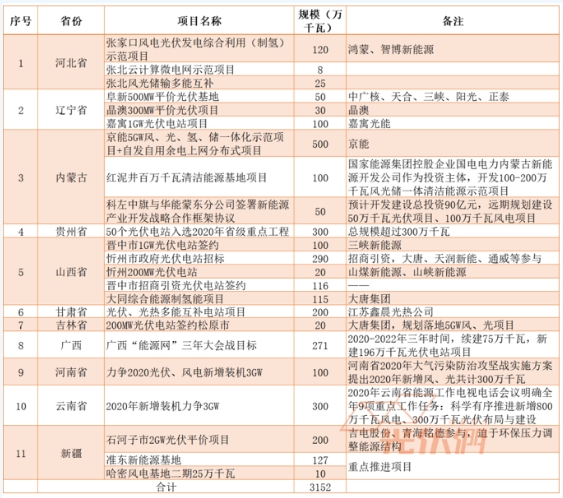 序号 省份 项目名称 规模（万千瓦） 备注
1 河北省 张家口风电光伏发电综合利用（制氢）示范项目 120 鸿蒙、智博新能源
张北云计算微电网示范项目 8
张北风光储输多能互补 25
2 辽宁省 阜新500MW平价光伏基地 50 中广核、天合、三峡、阳光、正泰
晶澳300MW平价光伏项目 30 晶澳
嘉寓1GW光伏电站项目 100 嘉寓光能
3 内蒙古 京能5GW风、光、氢、储一体化示范项目+自发自用余电上网分布式项目 500 京能
红泥井百万千瓦清洁能源基地项目 100 国家能源集团控股企业国电电力内蒙古新能源开发公司作为投资主体，开发100-200万千瓦风光储一体清洁能源示范项目
科左中旗与华能蒙东分公司签署新能源产业开发战略合作框架协议 50 预计开发建设总投资90亿元，远期规划建设50万千瓦光伏项目、100万千瓦风电项目
4 贵州省 50个光伏电站入选2020年省级重点工程 300 总规模超过300万千瓦
5 山西省 晋中市1GW光伏电站签约 100 三峡新能源
忻州市政府光伏电站招标 290 招商引资，大唐、天润新能、通威等参与
忻州200MW光伏电站 20 山煤新能源、山峡新能源
晋中市招商引资光伏电站签约 116 ——
大同综合能源制氢能项目 115 大唐集团
6 甘肃省 光伏、光热多能互补电站项目 200 江苏鑫晨光热公司
7 吉林省 200MW光伏电站签约松原市 20 大唐集团，规划落地5GW风、光项目
8 广西 广西“能源网”三年大会战目标 271 2020-2022年三年时间，续建75万千瓦，新建196万千瓦光伏电站项目
9 河南省 力争2020光伏、风电新增装机3GW 100 河南省2020年大气污染防治攻坚战实施方案提出2020年新增风、光共计300万千瓦
10 云南省 2020年新增装机力争3GW 300 2020年云南省能源工作电视电话会议明确全年9项重点工作任务：科学有序推进新增800万千瓦风电、300万千瓦光伏布局与建设
11 新疆 石河子市2GW光伏平价项目 200 吉电股份、青海铭德参与，迫于环保压力调整能源结构
准东新能源基地 127 重点推进项目
哈密风电基地二期25万千瓦 10
合计 3152